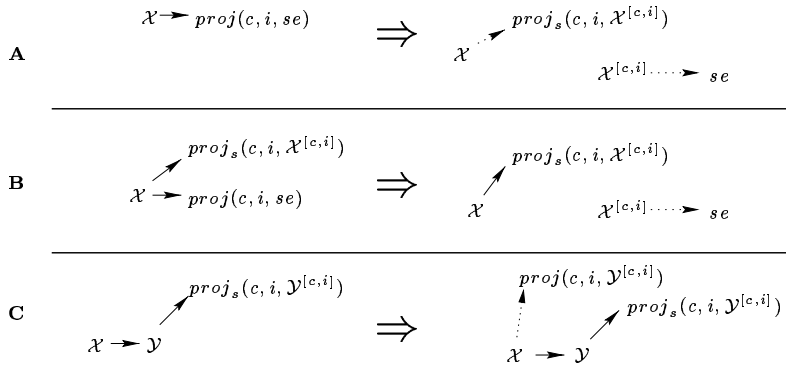 A
𝒳 → proj(c, i, se) ⇒ 𝒳 ⇢ proj_s(c, i, 𝒳^[c,i])
𝒳^[c,i] ⇢ se
B
𝒳 → proj_s(c, i, 𝒳^[c,i])
𝒳 → proj(c, i, se) ⇒ 𝒳 → proj_s(c, i, 𝒳^[c,i])
𝒳^[c,i] ⇢ se
C
𝒳 → 𝒴 → proj_s(c, i, 𝒴^[c,i]) ⇒ 𝒳 ⇢ proj(c, i, 𝒴^[c,i])
𝒳 → 𝒴 → proj_s(c, i, 𝒴^[c,i])